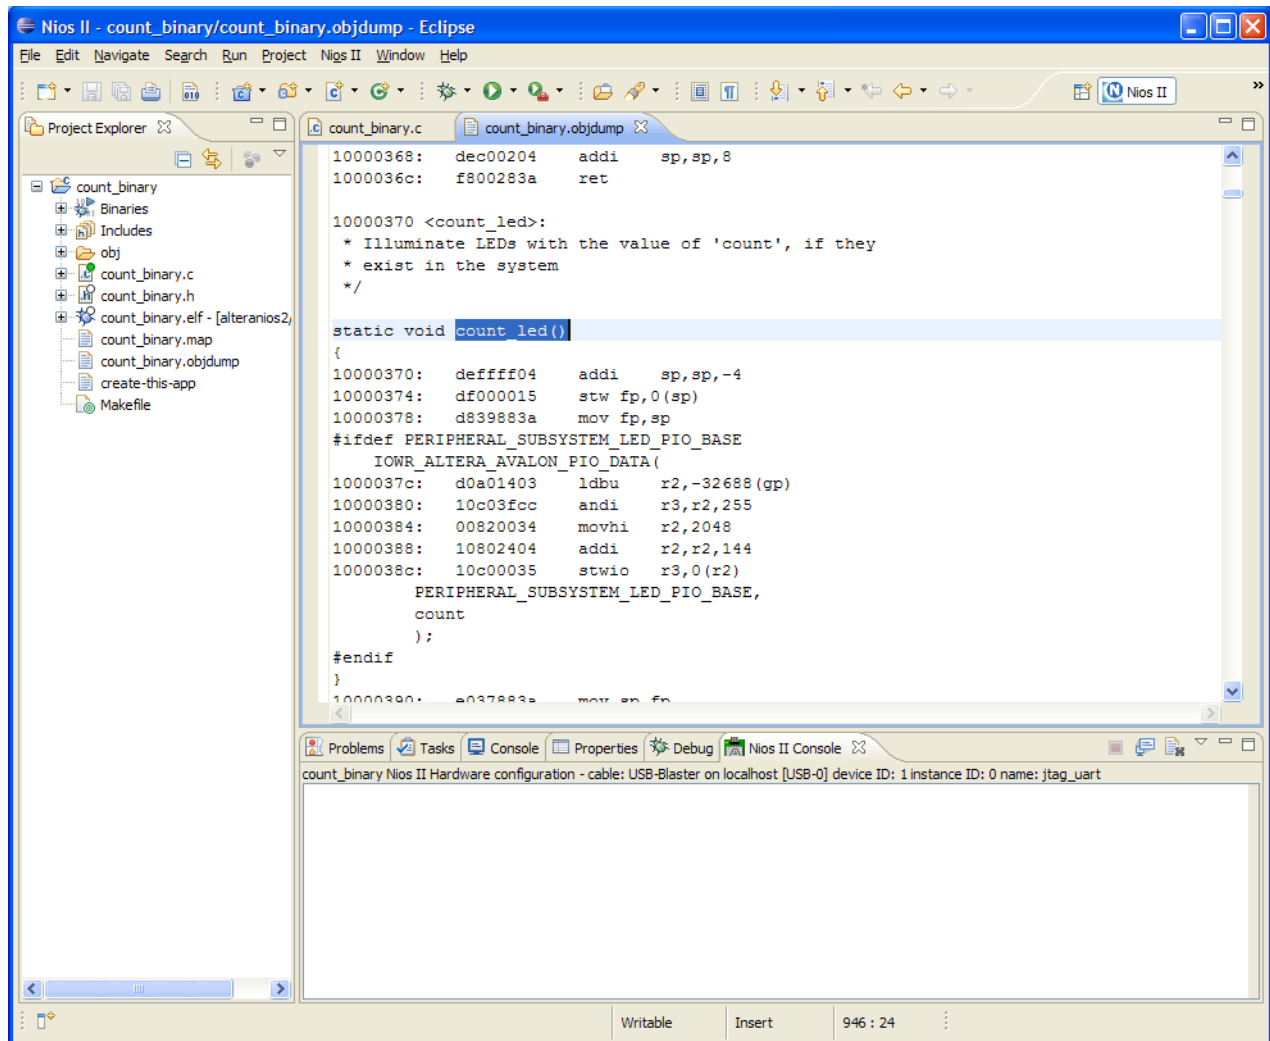 Nios II - count_binary/count_binary.objdump - Eclipse
File Edit Navigate Search Run Project Nios II Window Help
Nios II
Project Explorer
count_binary
Binaries
Includes
obj
count_binary.c
count_binary.h
count_binary.elf - [alteranios2/
count_binary.map
count_binary.objdump
create-this-app
Makefile
count_binary.c count_binary.objdump
10000368: dec00204 addi sp,sp,8
1000036c: f800283a ret
10000370 <count_led>:
* Illuminate LEDs with the value of 'count', if they
* exist in the system
*/
static void count_led()
{
10000370: deffff04 addi sp,sp,-4
10000374: df000015 stw fp,0(sp)
10000378: d839883a mov fp,sp
#ifdef PERIPHERAL_SUBSYSTEM_LED_PIO_BASE
IOWR_ALTERA_AVALON_PIO_DATA(
1000037c: d0a01403 ldbu r2,-32688(gp)
10000380: 10c03fcc andi r3,r2,255
10000384: 00820034 movhi r2,2048
10000388: 10802404 addi r2,r2,144
1000038c: 10c00035 stwio r3,0(r2)
PERIPHERAL_SUBSYSTEM_LED_PIO_BASE,
count
);
#endif
}
10000390: e037883a mov sp,fp
Problems Tasks Console Properties Debug Nios II Console
count_binary Nios II Hardware configuration - cable: USB-Blaster on localhost [USB-0] device ID: 1 instance ID: 0 name: jtag_uart
Writable Insert 946 : 24